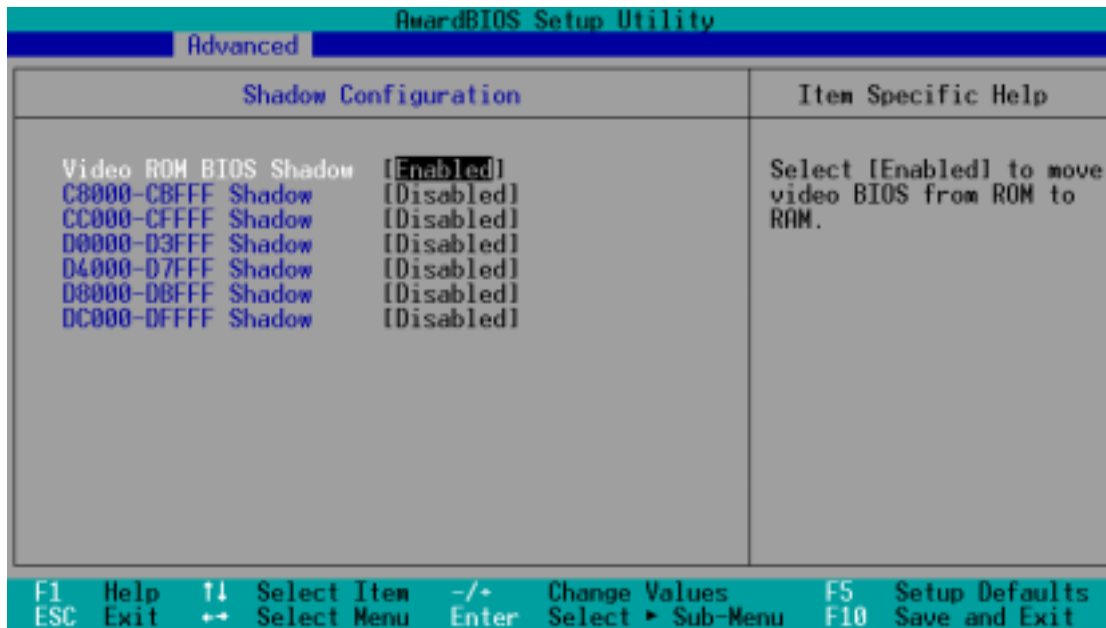 AwardBIOS Setup Utility
Advanced
Shadow Configuration
Item Specific Help
Video ROM BIOS Shadow [Enabled]
C8000-CBFFF Shadow [Disabled]
CC000-CFFFF Shadow [Disabled]
D0000-D3FFF Shadow [Disabled]
D4000-D7FFF Shadow [Disabled]
D8000-DBFFF Shadow [Disabled]
DC000-DFFFF Shadow [Disabled]
Select [Enabled] to move
video BIOS from ROM to
RAM.
F1 Help ↑↓ Select Item -/+ Change Values F5 Setup Defaults
ESC Exit ←→ Select Menu Enter Select ► Sub-Menu F10 Save and Exit